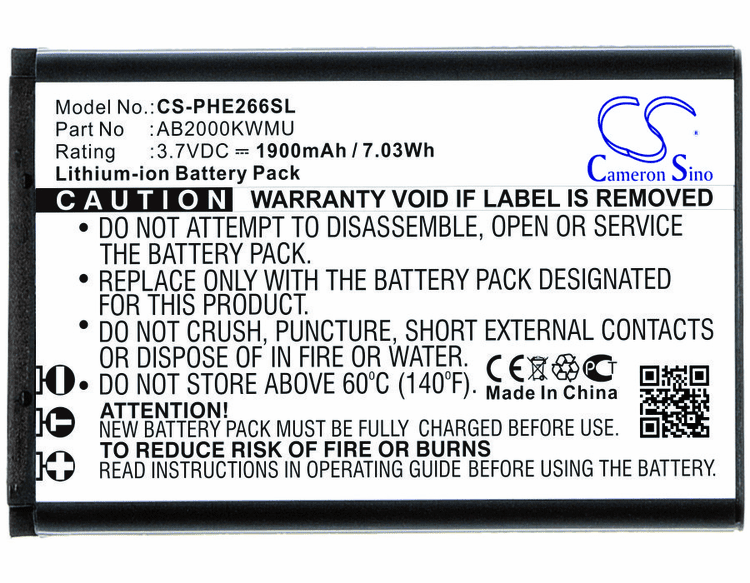 Model No.: CS-PHE266SL
Part No : AB2000KWMU
Rating : 3.7VDC ⎓ 1900mAh / 7.03Wh
Lithium-ion Battery Pack
CS
Cameron Sino
CAUTION WARRANTY VOID IF LABEL IS REMOVED
• DO NOT ATTEMPT TO DISASSEMBLE, OPEN OR SERVICE
THE BATTERY PACK.
• REPLACE ONLY WITH THE BATTERY PACK DESIGNATED
FOR THIS PRODUCT.
• DO NOT CRUSH, PUNCTURE, SHORT EXTERNAL CONTACTS
OR DISPOSE OF IN FIRE OR WATER.
• DO NOT STORE ABOVE 60°C (140°F).
CE PCT
Made In China
ATTENTION!
NEW BATTERY PACK MUST BE FULLY CHARGED BEFORE USE.
TO REDUCE RISK OF FIRE OR BURNS
READ INSTRUCTIONS IN OPERATING GUIDE BEFORE USING THE BATTERY.